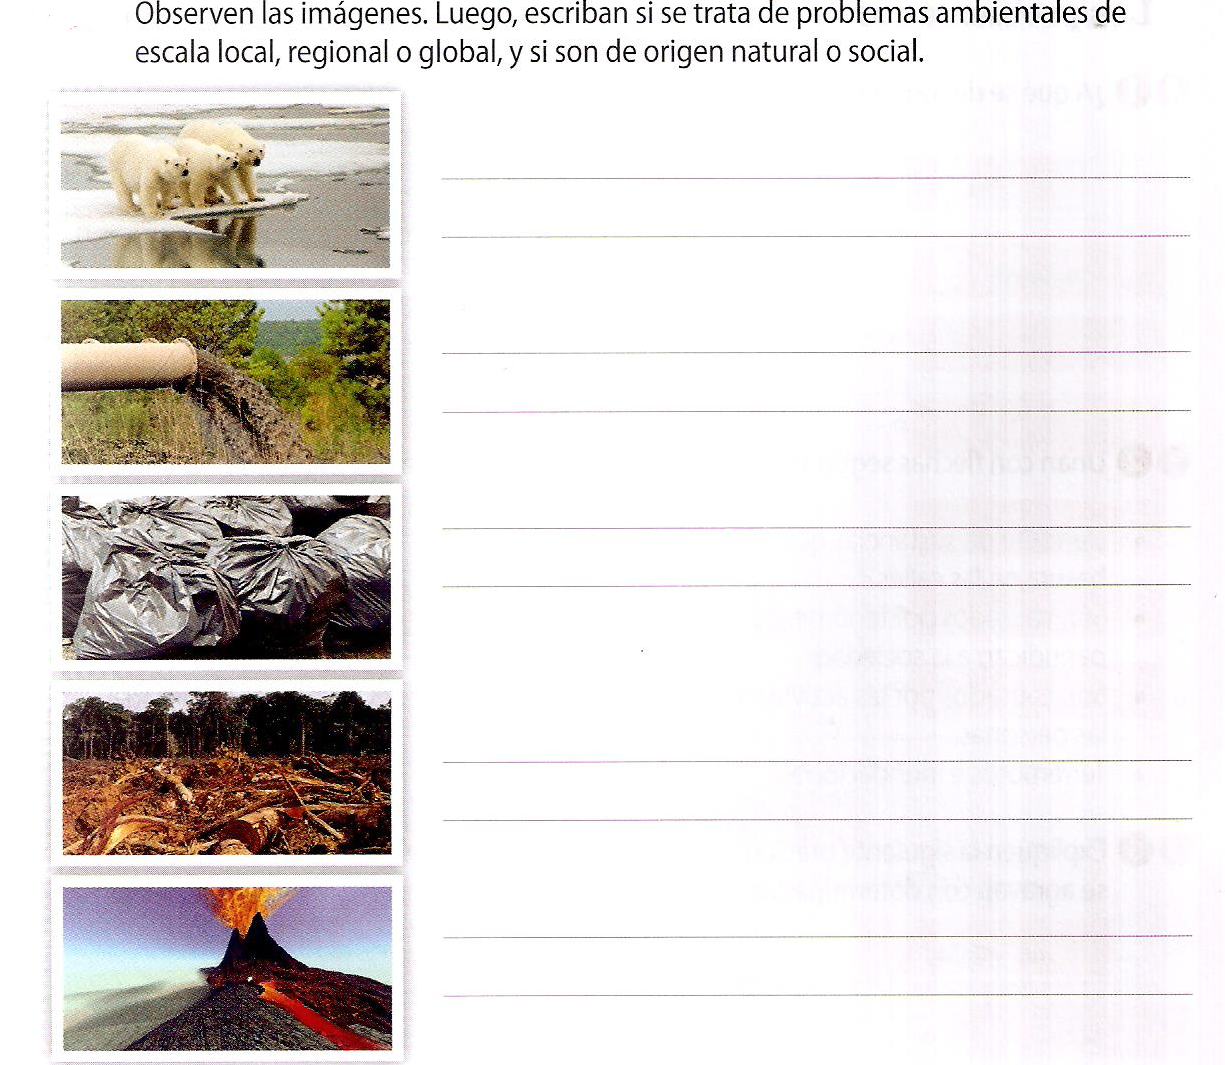 Observen las imágenes. Luego, escriban si se trata de problemas ambientales de
escala local, regional o global, y si son de origen natural o social.